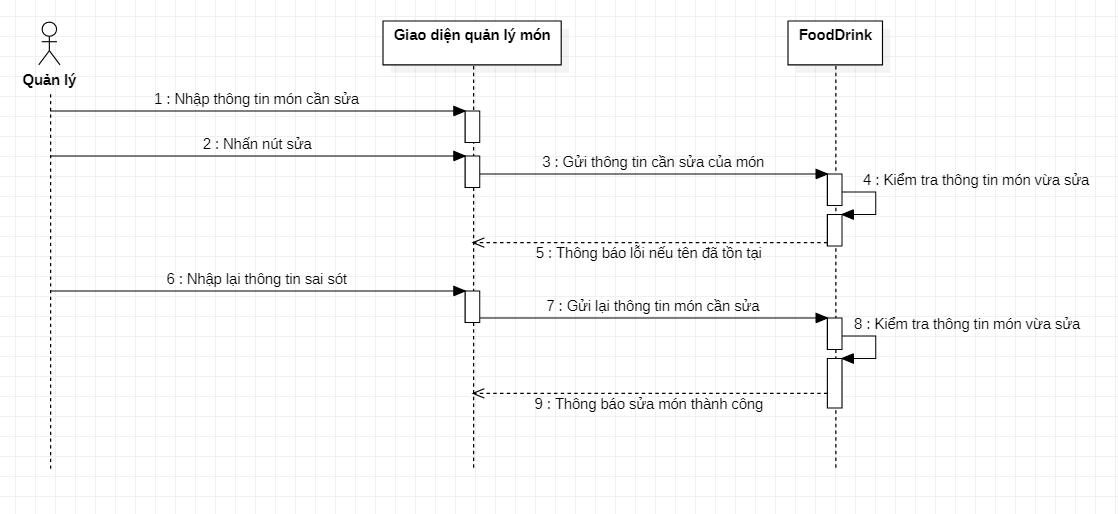 Quản lý
Giao diện quản lý món
FoodDrink
1 : Nhập thông tin món cần sửa
2 : Nhấn nút sửa
3 : Gửi thông tin cần sửa của món
4 : Kiểm tra thông tin món vừa sửa
5 : Thông báo lỗi nếu tên đã tồn tại
6 : Nhập lại thông tin sai sót
7 : Gửi lại thông tin món cần sửa
8 : Kiểm tra thông tin món vừa sửa
9 : Thông báo sửa món thành công